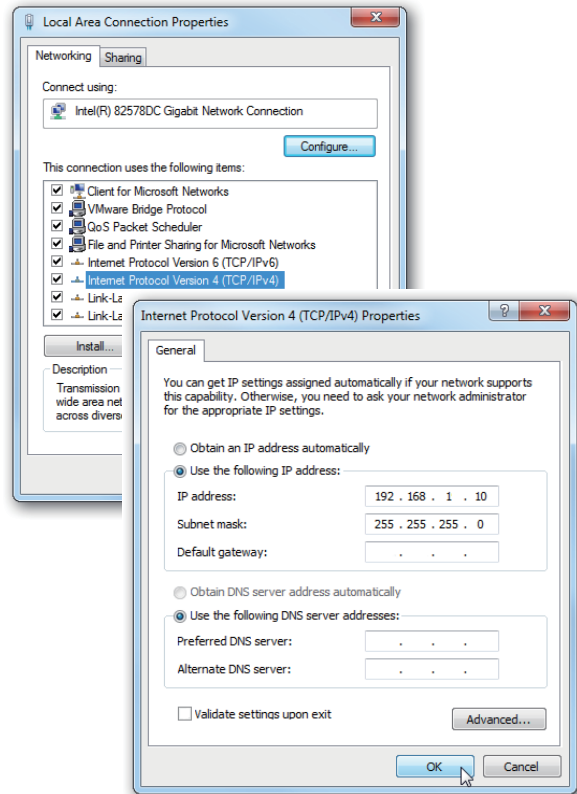 Local Area Connection Properties
Networking
Sharing
Connect using:
Intel(R) 82578DC Gigabit Network Connection
Configure...
This connection uses the following items:
Client for Microsoft Networks
VMware Bridge Protocol
QoS Packet Scheduler
File and Printer Sharing for Microsoft Networks
Internet Protocol Version 6 (TCP/IPv6)
Internet Protocol Version 4 (TCP/IPv4)
Link-La
Link-La
Install...
Description
Transmission
wide area net
across divers
Internet Protocol Version 4 (TCP/IPv4) Properties
General
You can get IP settings assigned automatically if your network supports
this capability. Otherwise, you need to ask your network administrator
for the appropriate IP settings.
Obtain an IP address automatically
Use the following IP address:
IP address: 192 . 168 . 1 . 10
Subnet mask: 255 . 255 . 255 . 0
Default gateway: . . .
Obtain DNS server address automatically
Use the following DNS server addresses:
Preferred DNS server: . . .
Alternate DNS server: . . .
Validate settings upon exit
Advanced...
OK
Cancel